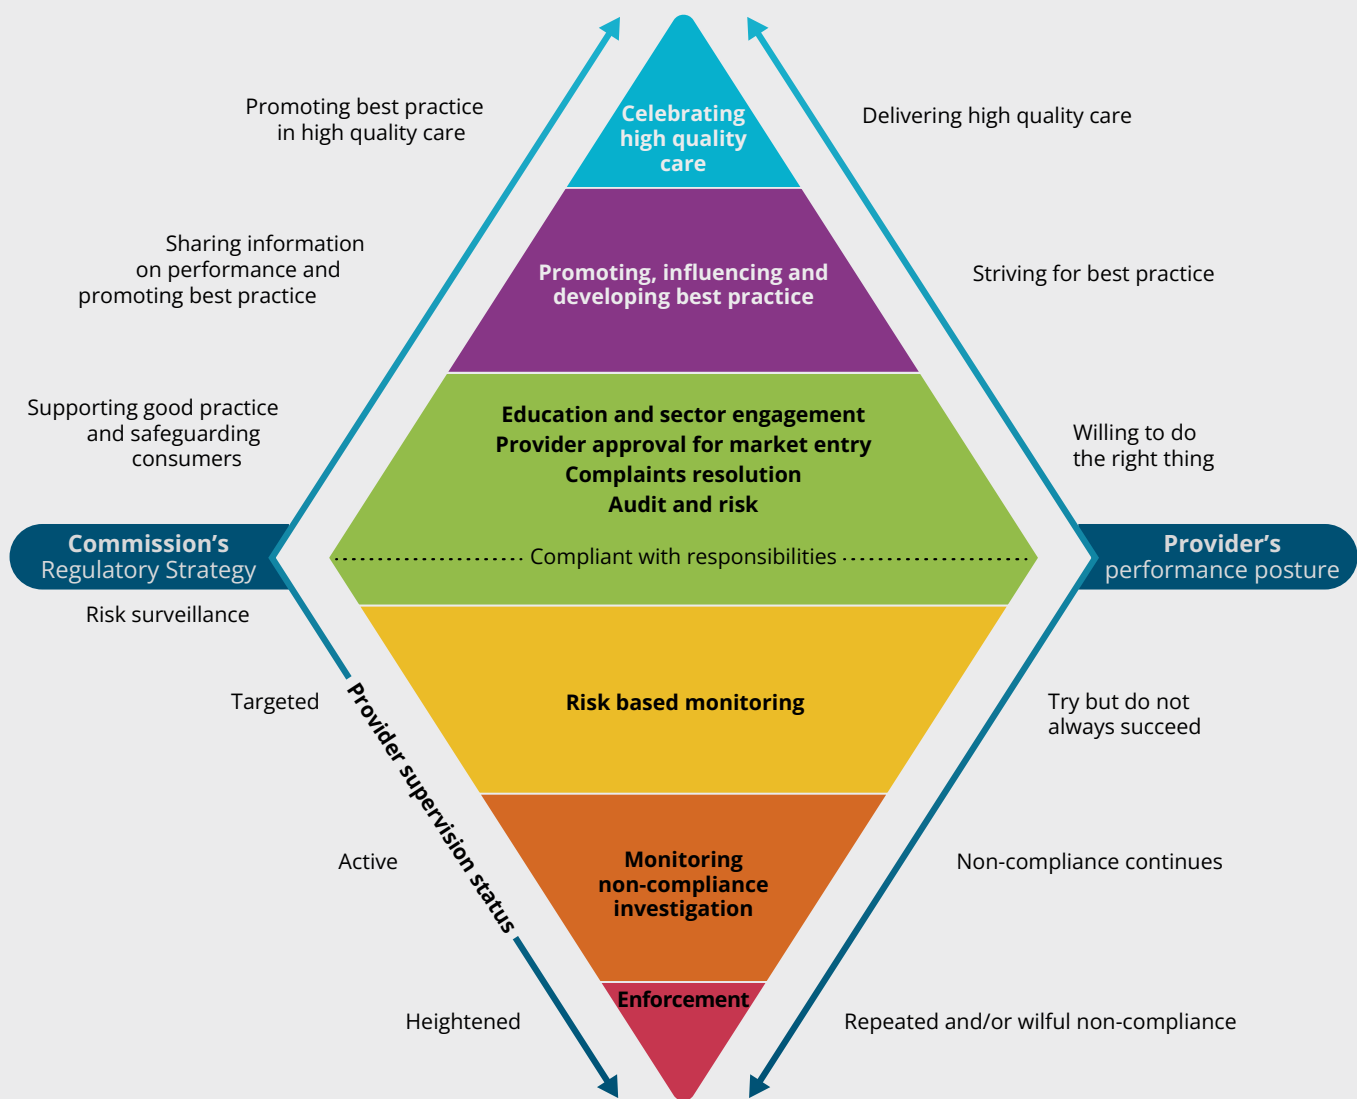 Promoting best practice
in high quality care
Celebrating
high quality
care
Delivering high quality care
Sharing information
on performance and
promoting best practice
Promoting, influencing and
developing best practice
Striving for best practice
Supporting good practice
and safeguarding
consumers
Education and sector engagement
Provider approval for market entry
Complaints resolution
Audit and risk
Willing to do
the right thing
Commission’s
Regulatory Strategy
Compliant with responsibilities
Provider’s
performance posture
Risk surveillance
Targeted
Provider supervision status
Risk based monitoring
Try but do not
always succeed
Active
Monitoring
non-compliance
investigation
Non-compliance continues
Heightened
Enforcement
Repeated and/or wilful non-compliance